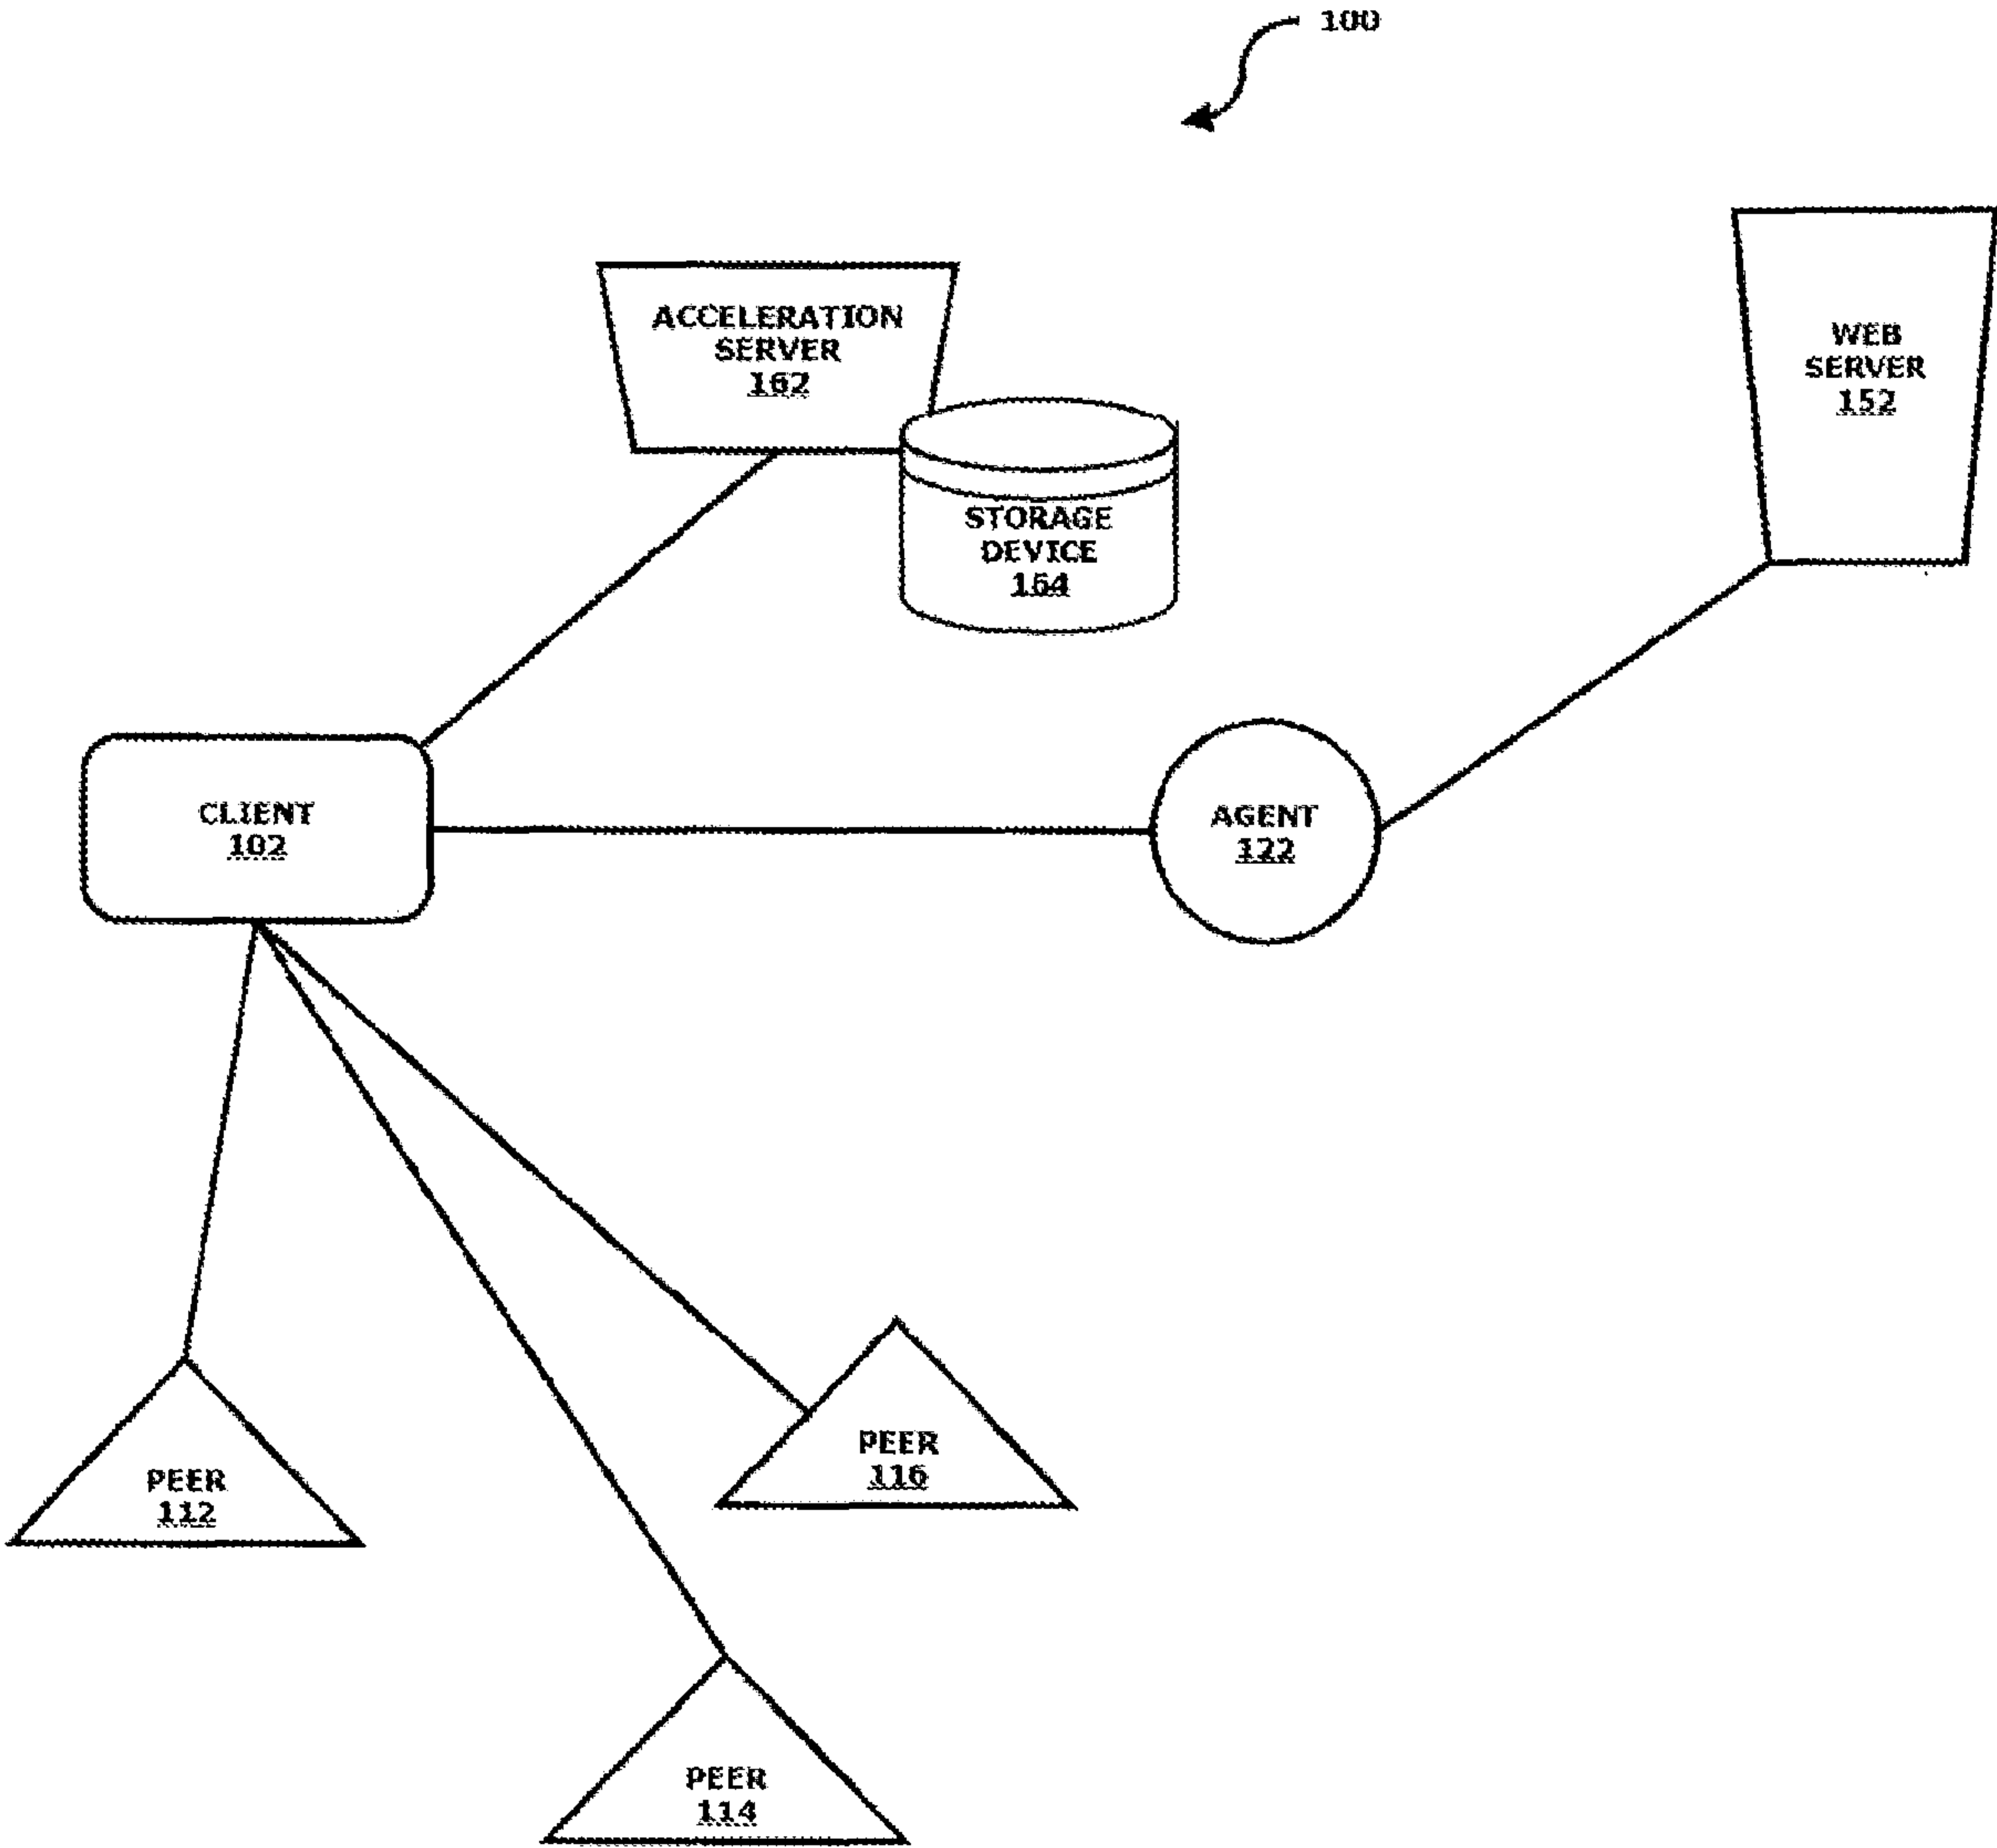 100
ACCELERATION
SERVER
162
WEB
SERVER
152
STORAGE
DEVICE
164
CLIENT
102
AGENT
122
PEER
116
PEER
112
PEER
114